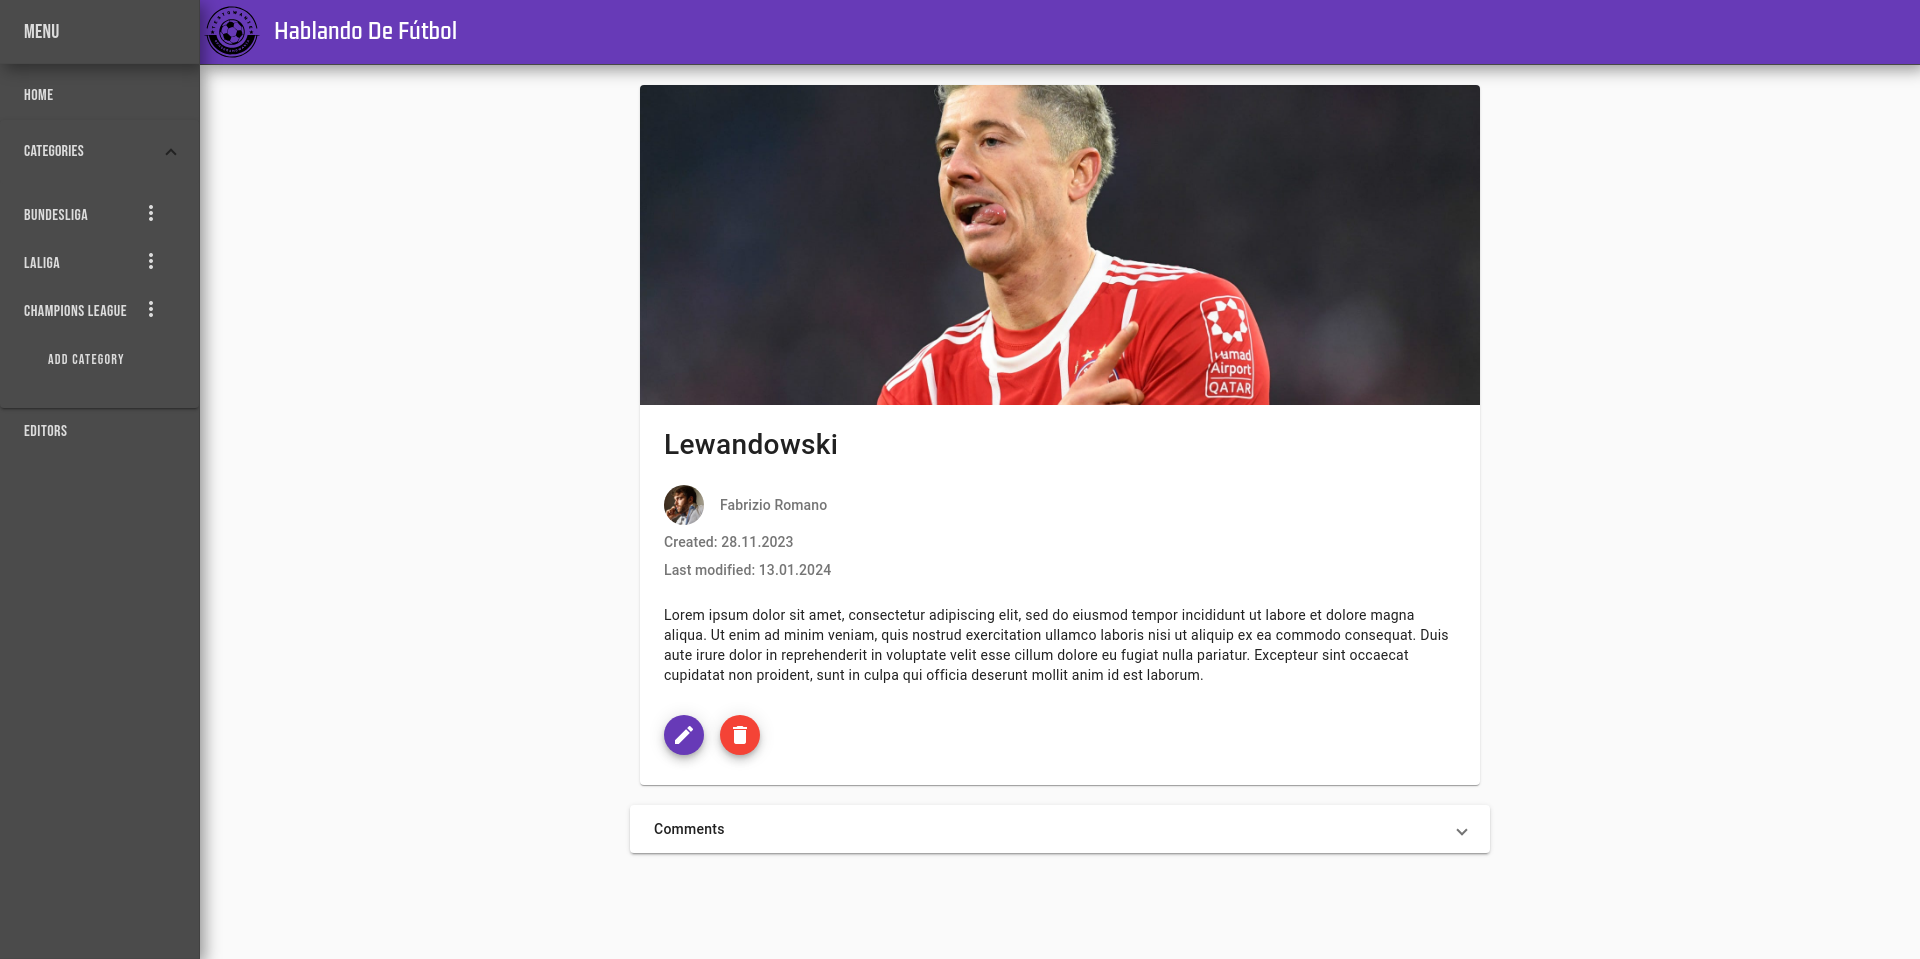 MENU
Hablando De Fútbol
HOME
CATEGORIES
BUNDESLIGA
LALIGA
CHAMPIONS LEAGUE
ADD CATEGORY
EDITORS
Hamad
Airport
QATAR
Lewandowski
Fabrizio Romano
Created: 28.11.2023
Last modified: 13.01.2024
Lorem ipsum dolor sit amet, consectetur adipiscing elit, sed do eiusmod tempor incididunt ut labore et dolore magna
aliqua. Ut enim ad minim veniam, quis nostrud exercitation ullamco laboris nisi ut aliquip ex ea commodo consequat. Duis
aute irure dolor in reprehenderit in voluptate velit esse cillum dolore eu fugiat nulla pariatur. Excepteur sint occaecat
cupidatat non proident, sunt in culpa qui officia deserunt mollit anim id est laborum.
Comments